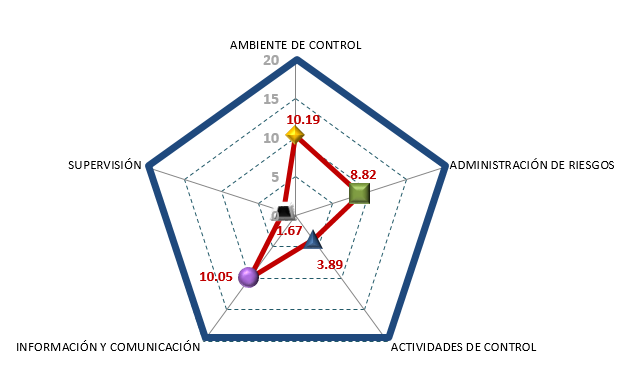 AMBIENTE DE CONTROL
20
15
10.19
10
8.82
SUPERVISIÓN
ADMINISTRACIÓN DE RIESGOS
5
0
1.67
3.89
10.05
INFORMACIÓN Y COMUNICACIÓN
ACTIVIDADES DE CONTROL